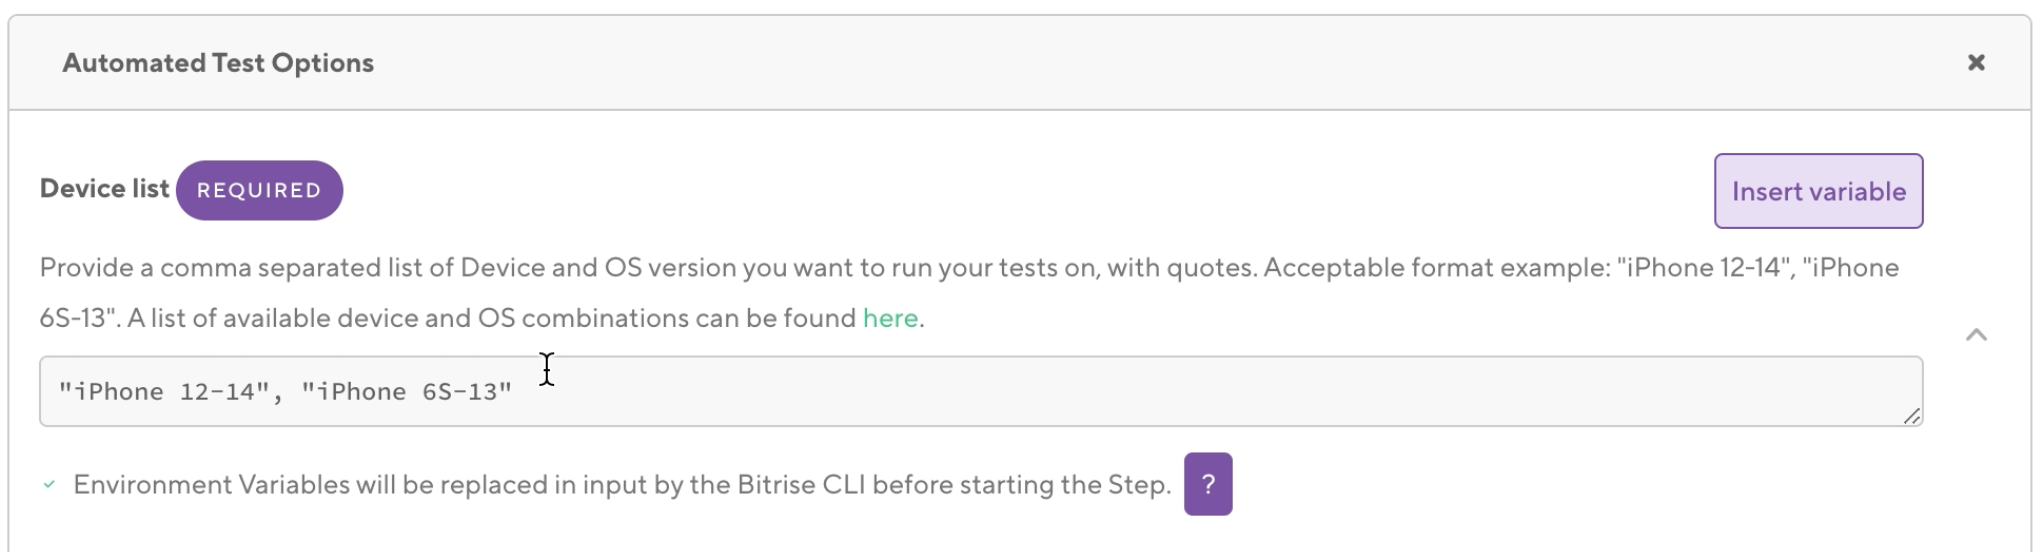 Automated Test Options
Device list REQUIRED
Insert variable
Provide a comma separated list of Device and OS version you want to run your tests on, with quotes. Acceptable format example: "iPhone 12-14", "iPhone
6S-13". A list of available device and OS combinations can be found here.
"iPhone 12-14", "iPhone 6S-13"
Environment Variables will be replaced in input by the Bitrise CLI before starting the Step. ?